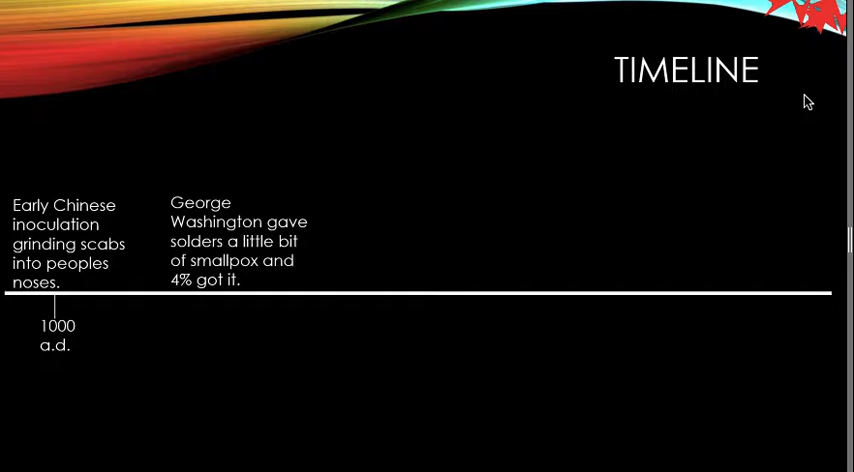 TIMELINE
Early Chinese
inoculation
grinding scabs
into peoples
noses.
George
Washington gave
solders a little bit
of smallpox and
4% got it.
1000
a.d.